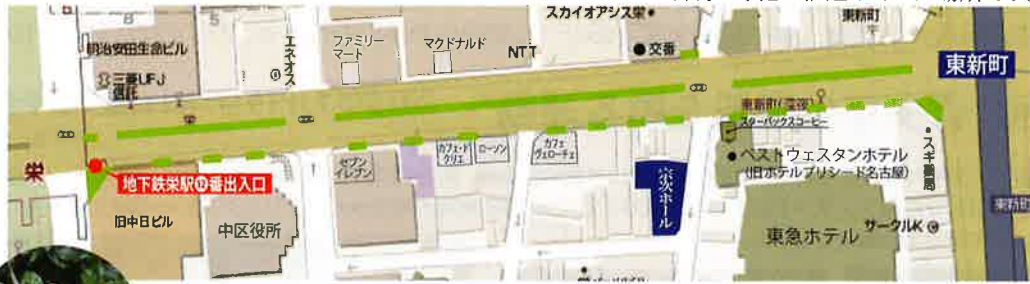 スカイオアシス栄
東新町
明治安田生命ビル
エネオス
ファミリー
マート
マクドナルド
NTT
交番
東新町
三菱UFJ
信託
栄
東新町(深夜)
スターバックスコーヒー
カフェ・ド
クリエ
ローソン
カフェ
ヴェローチェ
セブン
イレブン
宗次ホール
ベストウェスタンホテル
(旧ホテルプリシード名古屋)
スギ薬局
栄
地下鉄栄駅⑫番出入口
旧中日ビル
中区役所
東急ホテル
サークルK
東新町